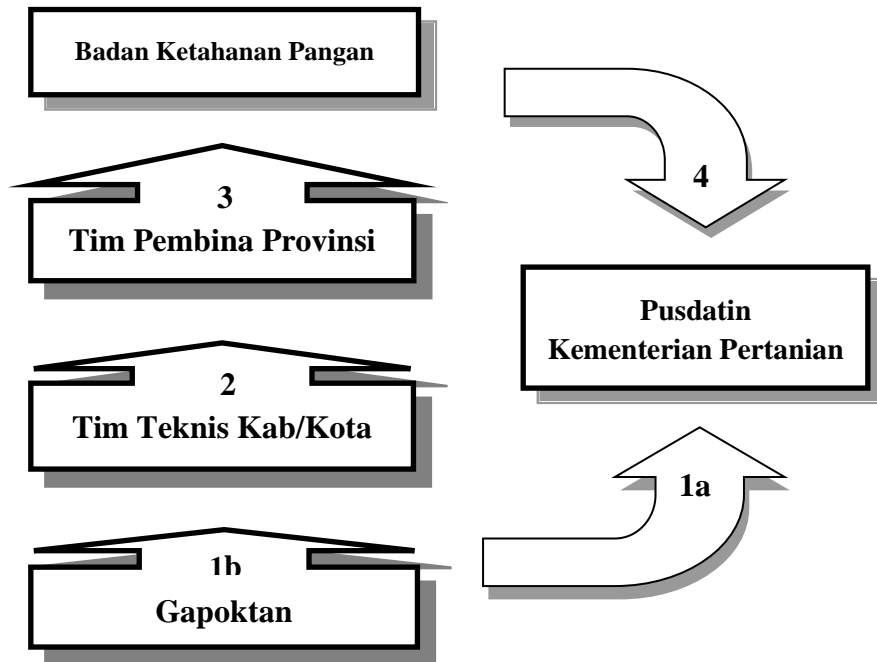 Badan Ketahanan Pangan
3
Tim Pembina Provinsi
2
Tim Teknis Kab/Kota
1b
Gapoktan
4
Pusdatin
Kementerian Pertanian
1a